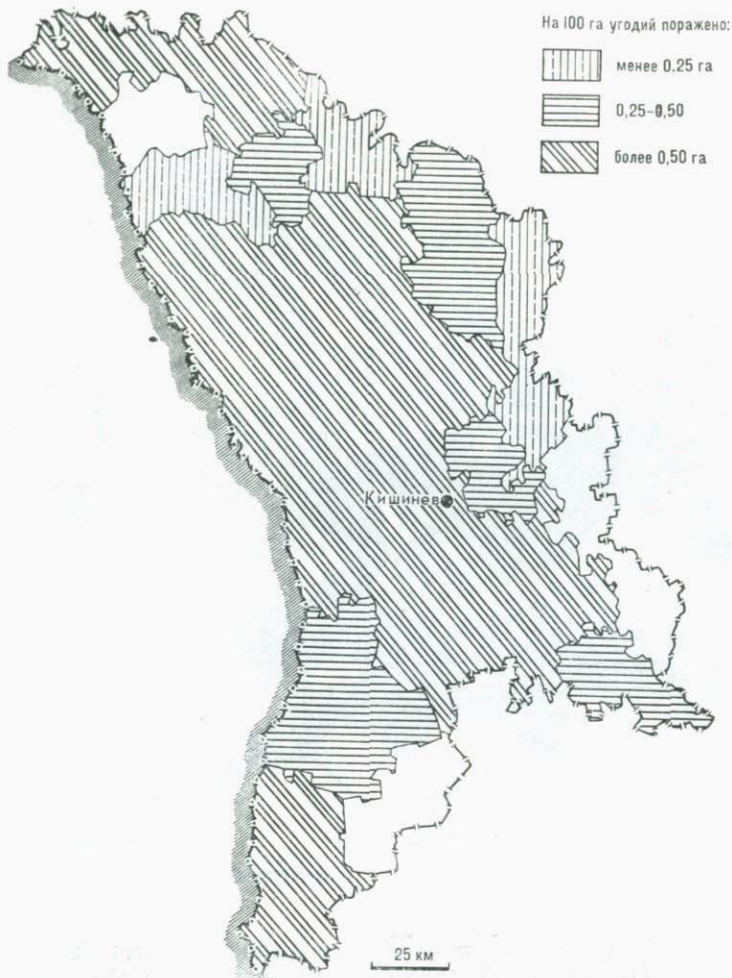 На 100 га угодий поражено:
менее 0,25 га
0,25-0,50
более 0,50 га
Кишинев
25 км